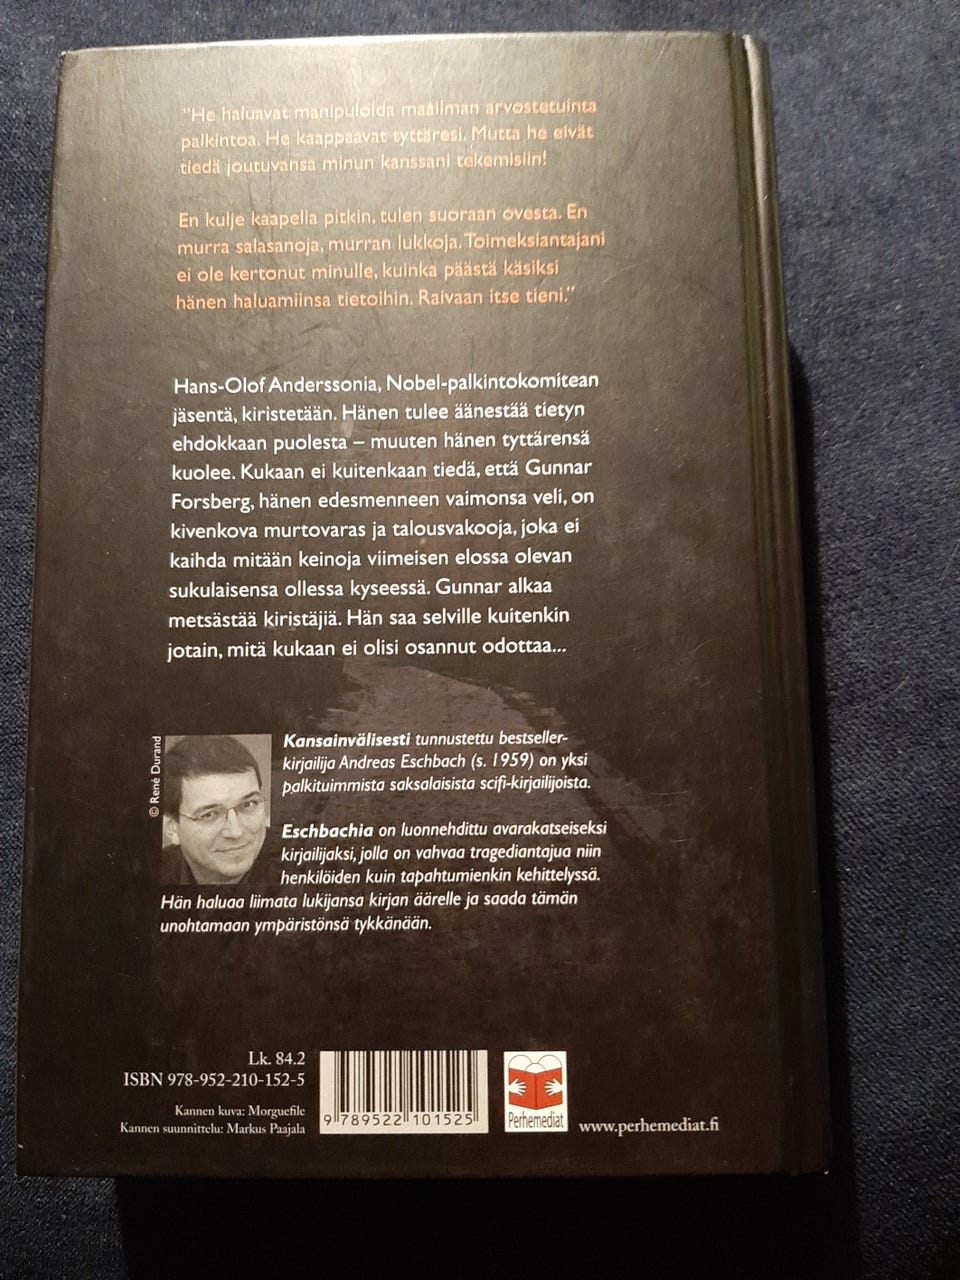 "He haluavat manipuloida maailman arvostetuinta
palkintoa. He kaappaavat tyttäresi. Mutta he eivät
tiedä joutuvansa minun kanssani tekemisiin!
En kulje kaapelia pitkin, tulen suoraan ovesta. En
murra salasanoja, murran lukkoja. Toimeksiantajani
ei ole kertonut minulle, kuinka päästä käsiksi
hänen haluamiinsa tietoihin. Raivaan itse tieni."
Hans-Olof Anderssonia, Nobel-palkintokomitean
jäsentä, kiristetään. Hänen tulee äänestää tietyn
ehdokkaan puolesta – muuten hänen tyttärensä
kuolee. Kukaan ei kuitenkaan tiedä, että Gunnar
Forsberg, hänen edesmenneen vaimonsa veli, on
kivenkova murtovaras ja talousvakooja, joka ei
kaihda mitään keinoja viimeisen elossa olevan
sukulaisensa ollessa kyseessä. Gunnar alkaa
metsästää kiristäjiä. Hän saa selville kuitenkin
jotain, mitä kukaan ei olisi osannut odottaa...
© René Durand
Kansainvälisesti tunnustettu bestseller-
kirjailija Andreas Eschbach (s. 1959) on yksi
palkituimmista saksalaisista scifi-kirjailijoista.
Eschbachia on luonnehdittu avarakatseiseksi
kirjailijaksi, jolla on vahvaa tragediantajua niin
henkilöiden kuin tapahtumienkin kehittelyssä.
Hän haluaa liimata lukijansa kirjan äärelle ja saada tämän
unohtamaan ympäristönsä tykkänään.
Lk. 84.2
ISBN 978-952-210-152-5
Kannen kuva: Morguefile
Kannen suunnittelu: Markus Paajala
9 789522 101525
Perhemediat
www.perhemediat.fi